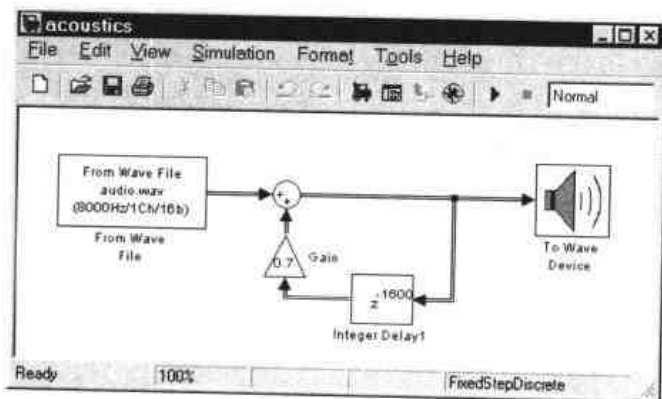 acoustics
File Edit View Simulation Format Tools Help
Normal
From Wave File
audio.wav
(8000Hz/1Ch/16b)
From Wave
File
+
+
0.7
Gain
z-1600
Integer Delay1
To Wave
Device
Ready 100% FixedStepDiscrete